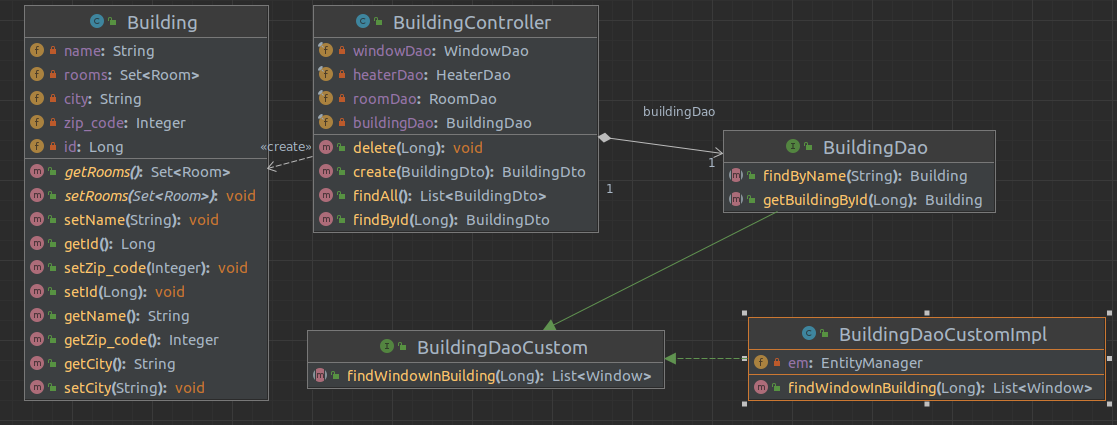 Building
name: String
rooms: Set<Room>
city: String
zip_code: Integer
id: Long
getRooms(): Set<Room>
setRooms(Set<Room>): void
setName(String): void
getId(): Long
setZip_code(Integer): void
setId(Long): void
getName(): String
getZip_code(): Integer
getCity(): String
setCity(String): void
«create»
BuildingController
windowDao: WindowDao
heaterDao: HeaterDao
roomDao: RoomDao
buildingDao: BuildingDao
delete(Long): void
create(BuildingDto): BuildingDto
findAll(): List<BuildingDto>
findById(Long): BuildingDto
buildingDao
1
1
BuildingDao
findByName(String): Building
getBuildingById(Long): Building
BuildingDaoCustom
findWindowInBuilding(Long): List<Window>
BuildingDaoCustomImpl
em: EntityManager
findWindowInBuilding(Long): List<Window>